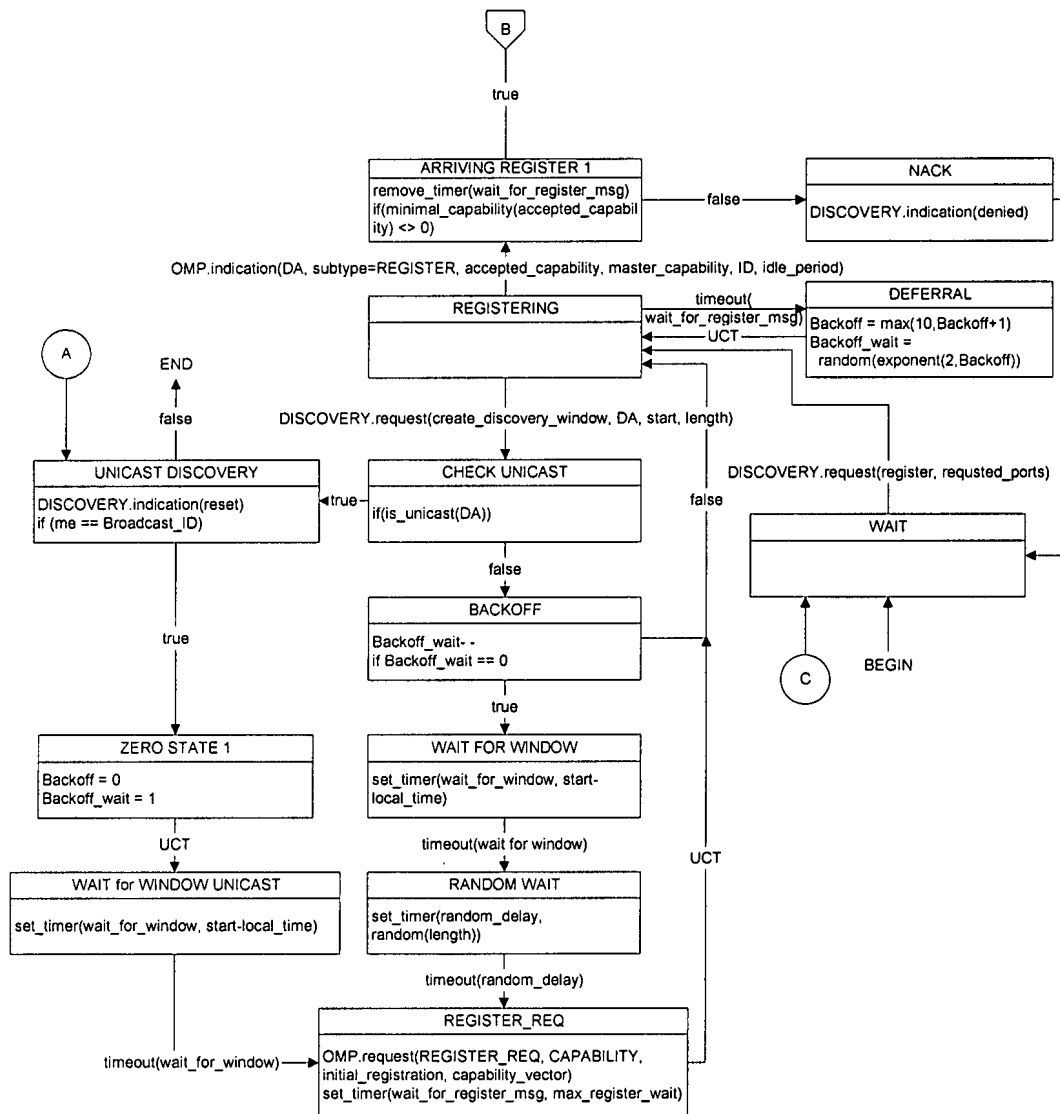 B
true
ARRIVING REGISTER 1
remove_timer(wait_for_register_msg)
if(minimal_capability(accepted_capabil
ity) <> 0)
false
NACK
DISCOVERY.indication(denied)
OMP.indication(DA, subtype=REGISTER, accepted_capability, master_capability, ID, idle_period)
REGISTERING
timeout(
wait_for_register_msg)
UCT
DEFERRAL
Backoff = max(10,Backoff+1)
Backoff_wait =
random(exponent(2,Backoff))
A
END
false
DISCOVERY.request(create_discovery_window, DA, start, length)
UNICAST DISCOVERY
DISCOVERY.indication(reset)
if (me == Broadcast_ID)
true
CHECK UNICAST
if(is_unicast(DA))
false
DISCOVERY.request(register, requsted_ports)
WAIT
false
BACKOFF
Backoff_wait- -
if Backoff_wait == 0
C
BEGIN
true
true
ZERO STATE 1
Backoff = 0
Backoff_wait = 1
WAIT FOR WINDOW
set_timer(wait_for_window, start-
local_time)
UCT
timeout(wait for window)
UCT
WAIT for WINDOW UNICAST
set_timer(wait_for_window, start-local_time)
RANDOM WAIT
set_timer(random_delay,
random(length))
timeout(random_delay)
timeout(wait_for_window)
REGISTER_REQ
OMP.request(REGISTER_REQ, CAPABILITY,
initial_registration, capability_vector)
set_timer(wait_for_register_msg, max_register_wait)